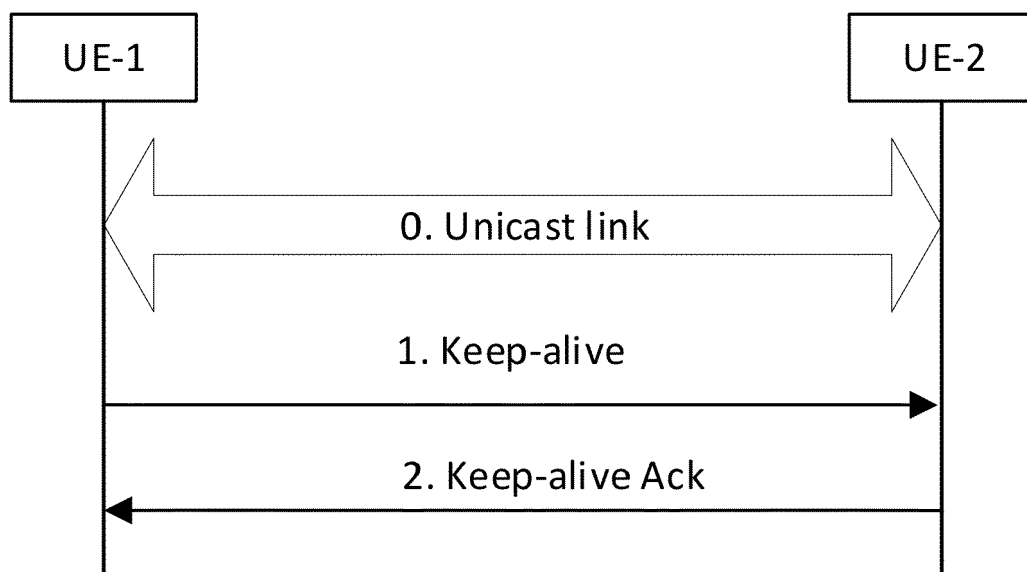 UE-1
UE-2
0. Unicast link
1. Keep-alive
2. Keep-alive Ack